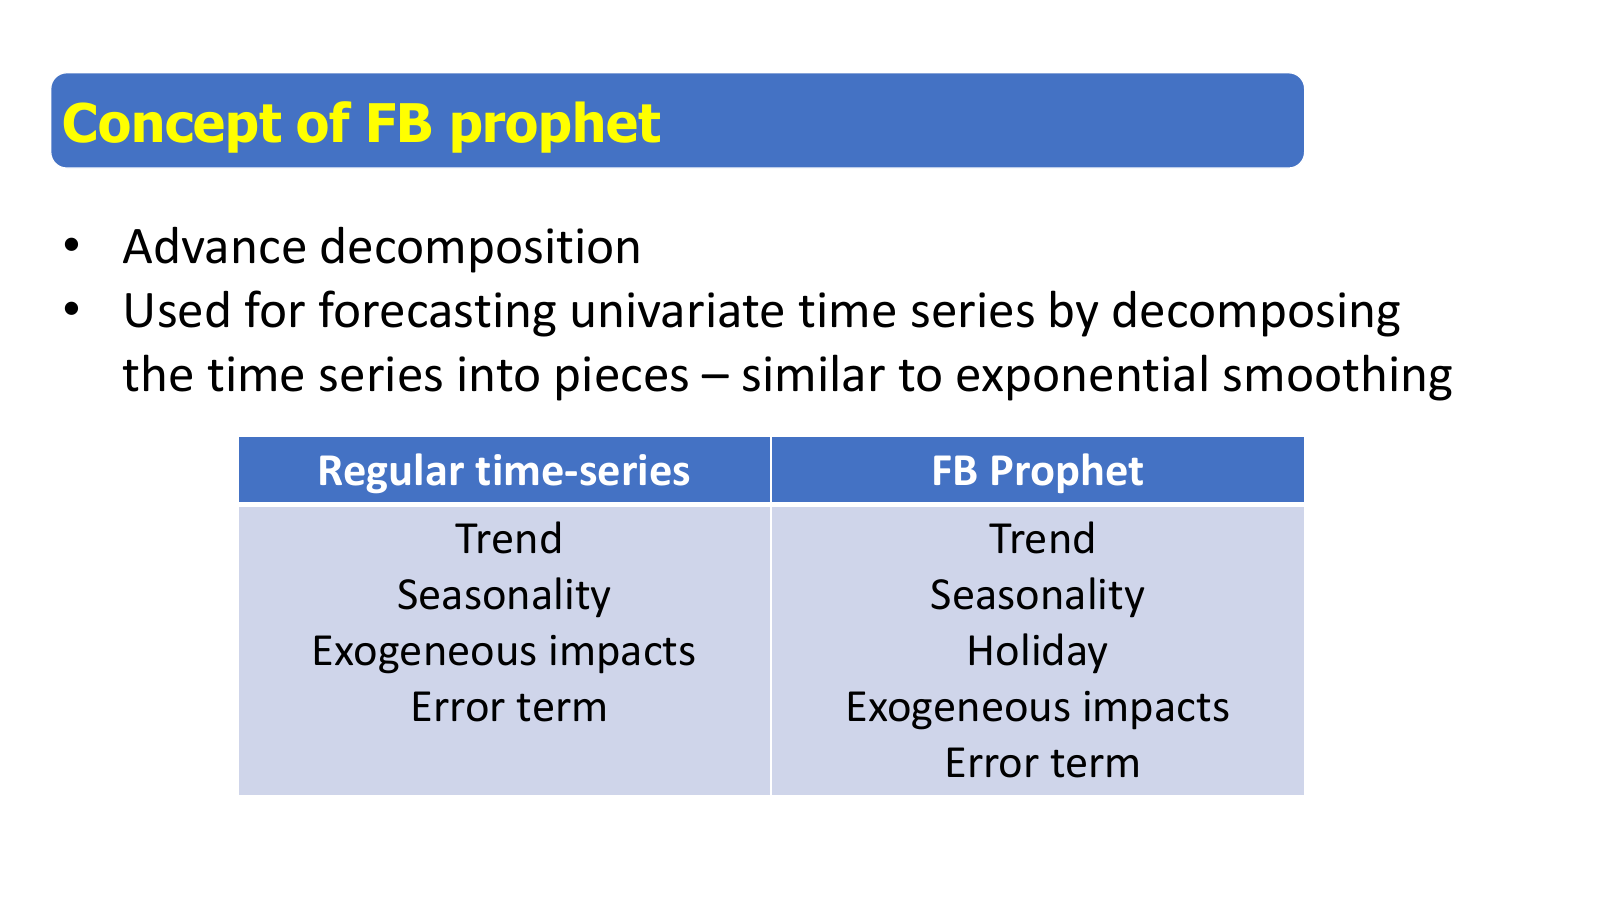 Concept of FB prophet
• Advance decomposition
• Used for forecasting univariate time series by decomposing
the time series into pieces – similar to exponential smoothing
Regular time-series FB Prophet
Trend Trend
Seasonality Seasonality
Exogeneous impacts Holiday
Error term Exogeneous impacts
Error term